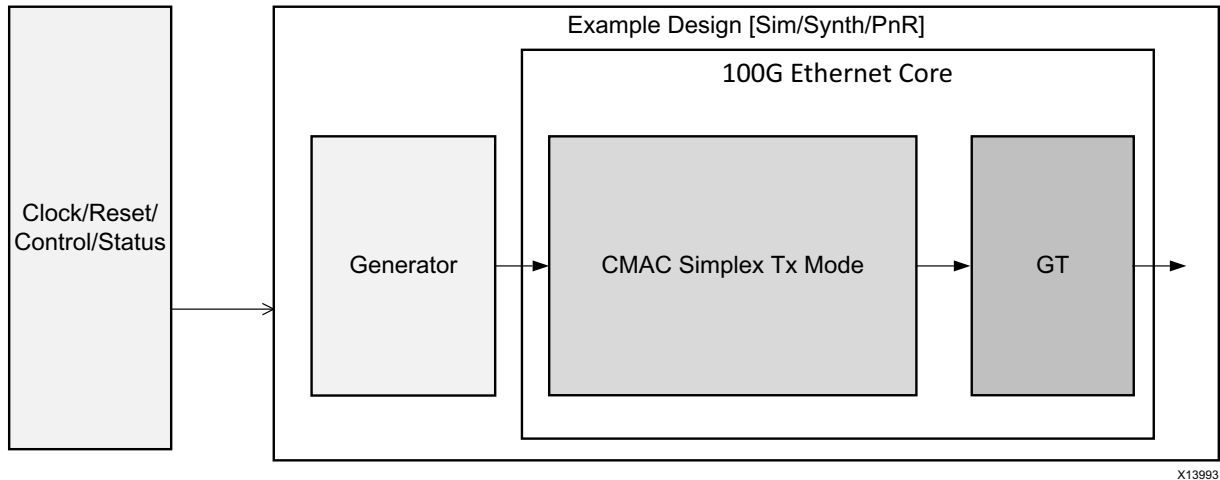 Example Design [Sim/Synth/PnR]
100G Ethernet Core
Clock/Reset/
Control/Status
Generator
CMAC Simplex Tx Mode
GT
X13993